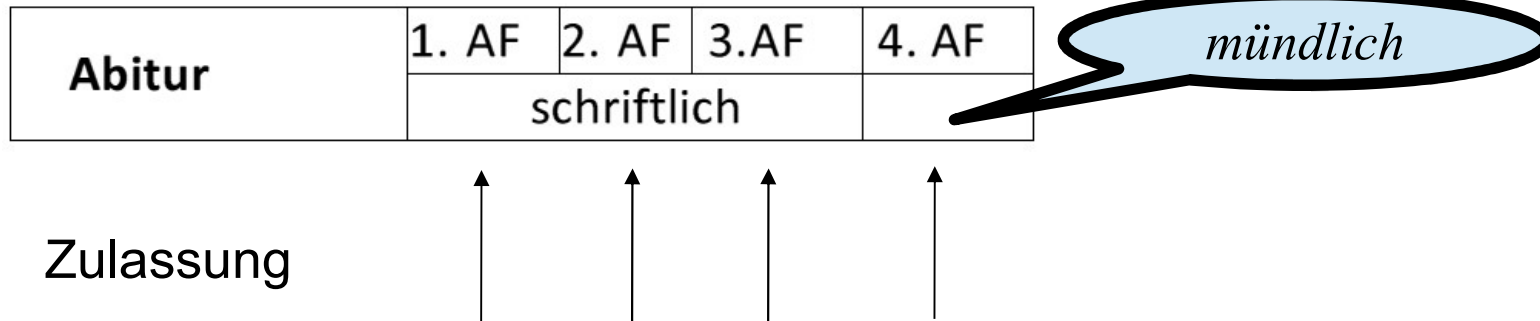 1. AF 2. AF 3.AF 4. AF
mündlich
Abitur
schriftlich
Zulassung